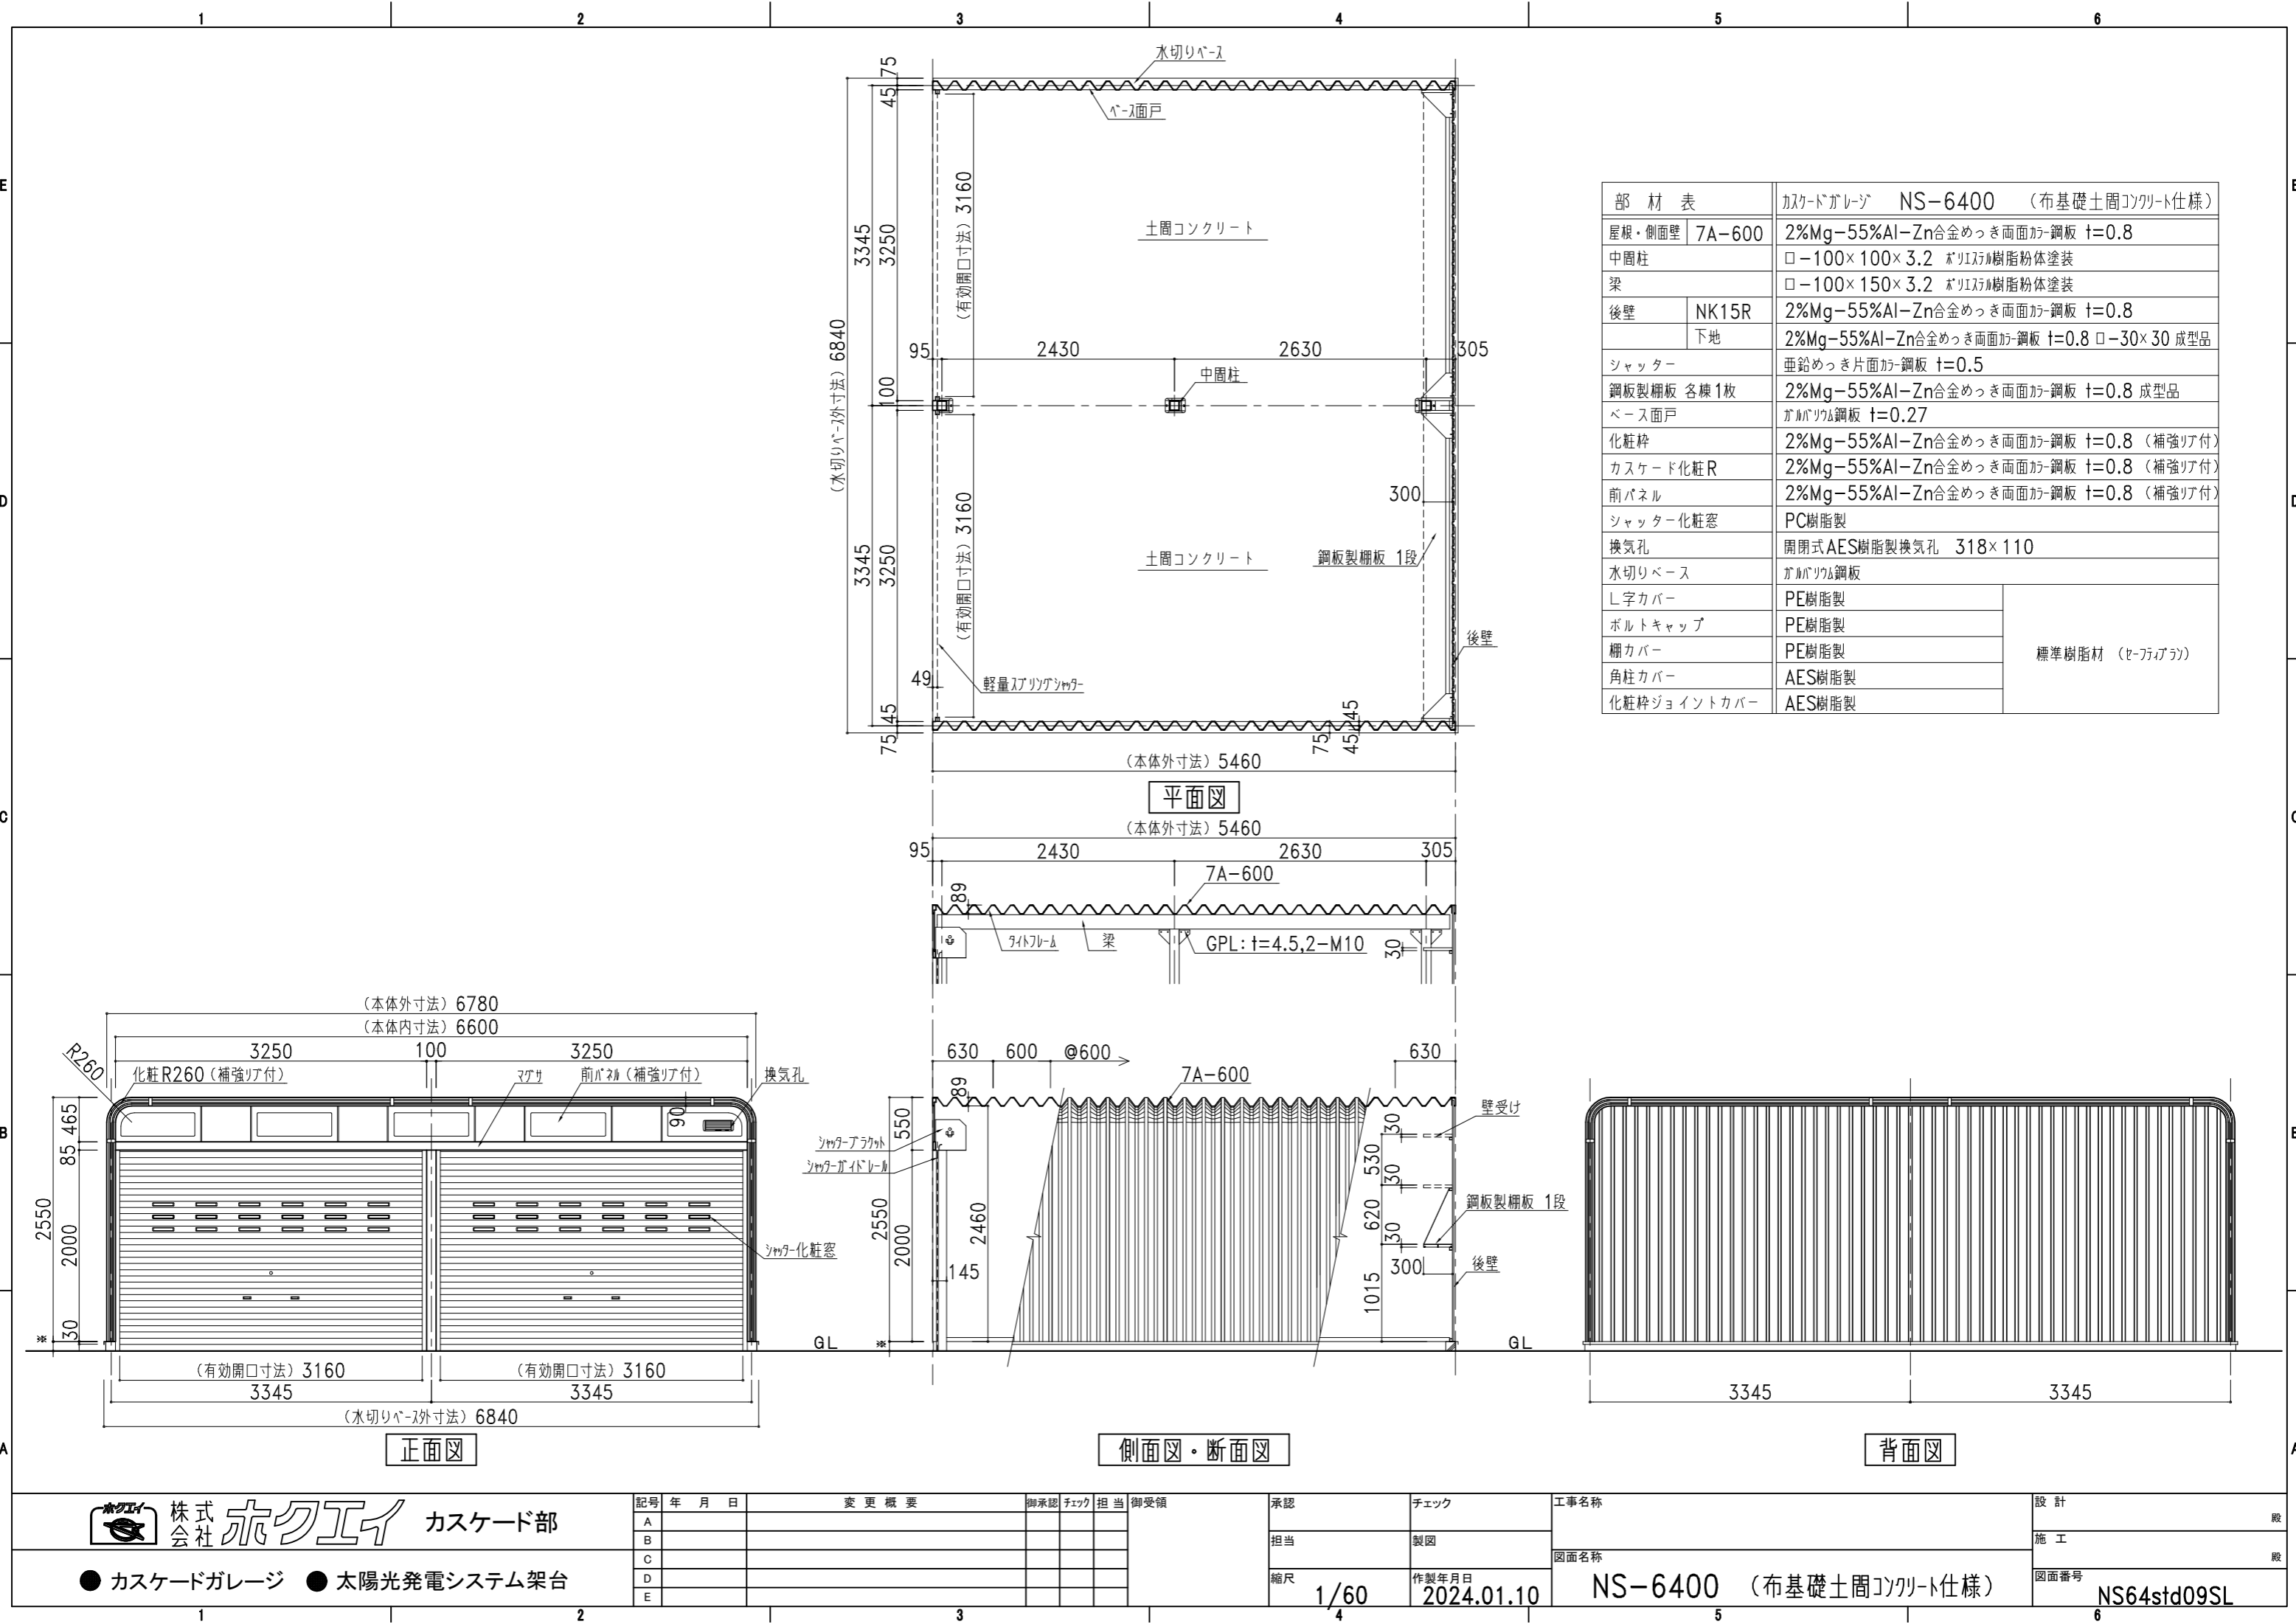 1 2 3 4 5 6
E
D
C
B
A
水切りベース
ベース面戸
75
45
(有効開口寸法) 3160
土間コンクリート
3345
3250
(水切りベース外寸法) 6840
95 2430 2630 305
中間柱
100
300
(有効開口寸法) 3160
土間コンクリート
鋼板製棚板 1段
3345
3250
後壁
49
軽量スプリングシャッター
45
75
75
45
45
(本体外寸法) 5460
平面図
部 材 表 カスケードガレージ NS-6400 (布基礎土間コンクリート仕様)
屋根・側面壁 7A-600 2%Mg-55%Al-Zn合金めっき両面カラー鋼板 t=0.8
中間柱 □-100×100×3.2 ポリエステル樹脂粉体塗装
梁 □-100×150×3.2 ポリエステル樹脂粉体塗装
後壁 NK15R 2%Mg-55%Al-Zn合金めっき両面カラー鋼板 t=0.8
下地 2%Mg-55%Al-Zn合金めっき両面カラー鋼板 t=0.8 □-30×30 成型品
シャッター 亜鉛めっき片面カラー鋼板 t=0.5
鋼板製棚板 各棟1枚 2%Mg-55%Al-Zn合金めっき両面カラー鋼板 t=0.8 成型品
ベース面戸 ガルバリウム鋼板 t=0.27
化粧枠 2%Mg-55%Al-Zn合金めっき両面カラー鋼板 t=0.8 (補強リブ付)
カスケード化粧R 2%Mg-55%Al-Zn合金めっき両面カラー鋼板 t=0.8 (補強リブ付)
前パネル 2%Mg-55%Al-Zn合金めっき両面カラー鋼板 t=0.8 (補強リブ付)
シャッター化粧窓 PC樹脂製
換気孔 開閉式AES樹脂製換気孔 318×110
水切りベース ガルバリウム鋼板
L字カバー PE樹脂製
ボルトキャップ PE樹脂製
棚カバー PE樹脂製 標準樹脂材 (セーフティプラン)
角柱カバー AES樹脂製
化粧枠ジョイントカバー AES樹脂製
(本体外寸法) 5460
95 2430 2630 305
7A-600
89
タイトフレーム
梁
GPL: t=4.5,2-M10
30
(本体外寸法) 6780
(本体内寸法) 6600
3250 100 3250
R260
化粧R260 (補強リブ付)
マグサ
前パネル (補強リブ付)
換気孔
90
465
85
2550
2000
30
※
シャッター化粧窓
GL
(有効開口寸法) 3160 (有効開口寸法) 3160
3345 3345
(水切りベース外寸法) 6840
正面図
630 600 @600 630
7A-600
89
550
シャッターブラケット
シャッターガイドレール
2550
2000
2460
145
※
壁受け
30
530
30
620
30
鋼板製棚板 1段
300
後壁
1015
GL
側面図・断面図
3345 3345
背面図
ホクエイ 株式会社 ホクエイ カスケード部
● カスケードガレージ ● 太陽光発電システム架台
記号 年 月 日 変 更 概 要 御承認 チェック 担 当 御受領
A
B
C
D
E
承認 チェック
担当 製図
縮尺 1/60
作製年月日 2024.01.10
工事名称
図面名称
NS-6400 (布基礎土間コンクリート仕様)
設 計 殿
施 工 殿
図面番号
NS64std09SL
1 2 3 4 5 6